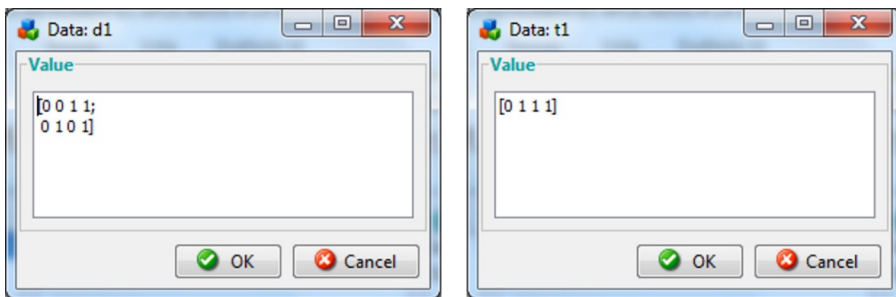 Data: d1
Value
[0 0 1 1;
0 1 0 1]
OK
Cancel
Data: t1
Value
[0 1 1 1]
OK
Cancel